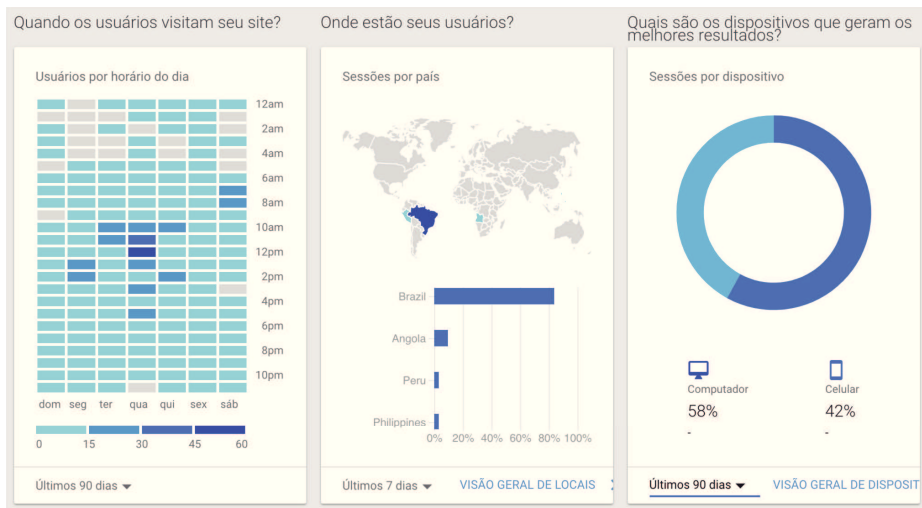 Quando os usuários visitam seu site?
Usuários por horário do dia
12am
2am
4am
6am
8am
10am
12pm
2pm
4pm
6pm
8pm
10pm
dom seg ter qua qui sex sáb
0 15 30 45 60
Últimos 90 dias
Onde estão seus usuários?
Sessões por país
Brazil
Angola
Peru
Philippines
0% 20% 40% 60% 80% 100%
Últimos 7 dias VISÃO GERAL DE LOCAIS
Quais são os dispositivos que geram os
melhores resultados?
Sessões por dispositivo
Computador Celular
58% 42%
- -
Últimos 90 dias VISÃO GERAL DE DISPOSIT